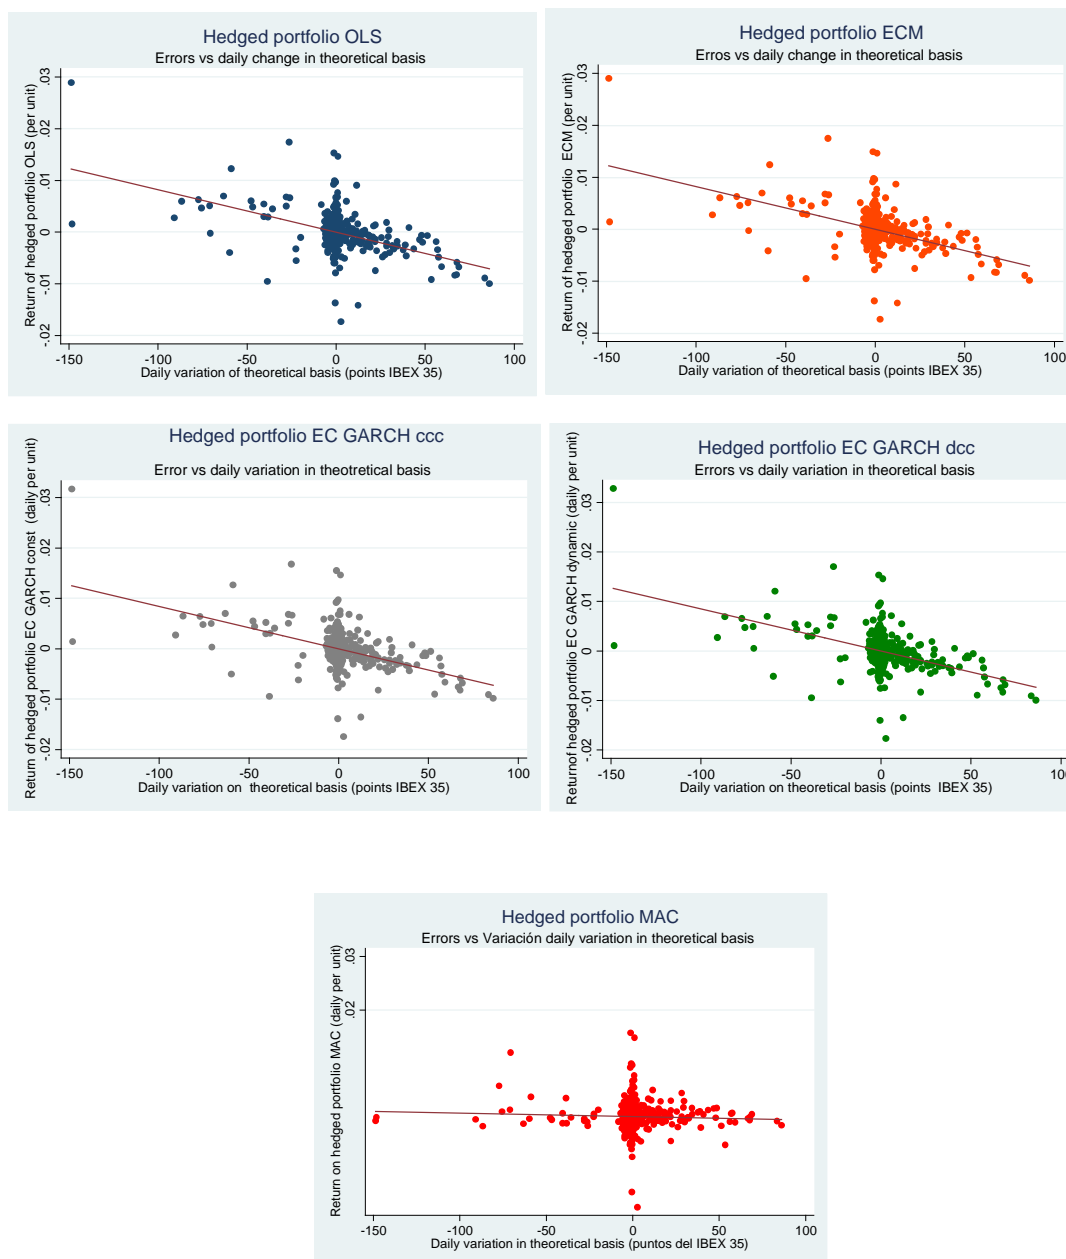 Hedged portfolio OLS
Errors vs daily change in theoretical basis
Return of hedged portfolio OLS (per unit)
.03
.02
.01
0
-.01
-.02
-150
-100
-50
0
50
100
Daily variation of theoretical basis (points IBEX 35)
Hedged portfolio ECM
Erros vs daily change in theoretical basis
Return of hedged portfolio ECM (per unit)
.03
.02
.01
0
-.01
-.02
-150
-100
-50
0
50
100
Daily variation of theoretical basis (points IBEX 35)
Hedged portfolio EC GARCH ccc
Error vs daily variation in theotretical basis
Return of hedged portfolio EC GARCH const (daily per unit)
.03
.02
.01
0
-.01
-.02
-150
-100
-50
0
50
100
Daily variation on theoretical basis (points IBEX 35)
Hedged portfolio EC GARCH dcc
Errors vs daily variation in theoretical basis
Returnof hedged portfolio EC GARCH dynamic (daily per unit)
.03
.02
.01
0
-.01
-.02
-150
-100
-50
0
50
100
Daily variation on theoretical basis (points IBEX 35)
Hedged portfolio MAC
Errors vs Variación daily variation in theoretical basis
Return on hedged portfolio MAC (daily per unit)
.03
.02
-150
-100
-50
0
50
100
Daily variation in theoretical basis (puntos del IBEX 35)